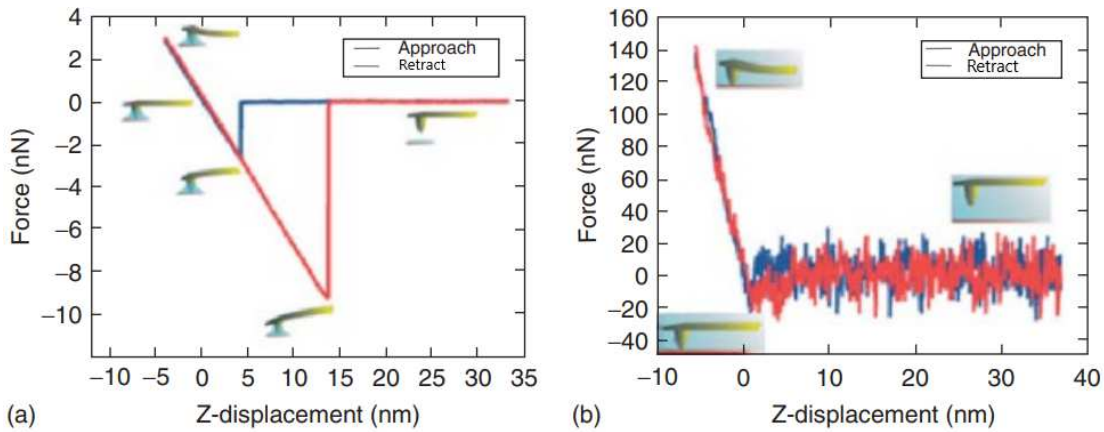 4
2
0
−2
−4
−6
−8
−10
Force (nN)
Approach
Retract
−10 −5 0 5 10 15 20 25 30 35
Z-displacement (nm)
(a)
160
140
120
100
80
60
40
20
0
−20
−40
Force (nN)
Approach
Retract
−10 0 10 20 30 40
Z-displacement (nm)
(b)